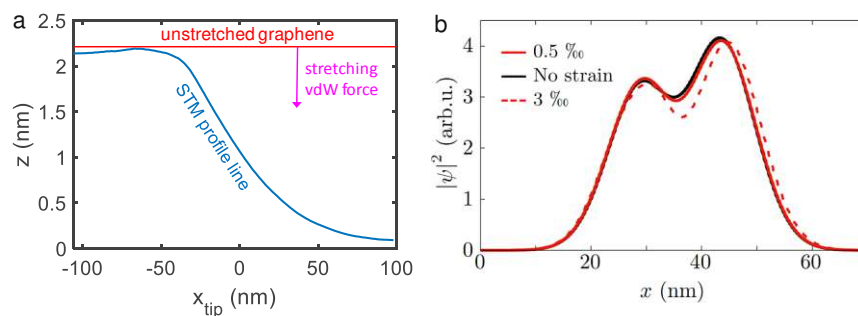 a
unstretched graphene
stretching
vdW force
STM profile line
z (nm)
2.5
2
1.5
1
0.5
0
-100
-50
0
50
100
x_tip (nm)
b
0.5 ‰
No strain
3 ‰
|ψ|² (arb.u.)
4
3
2
1
0
0
20
40
60
x (nm)